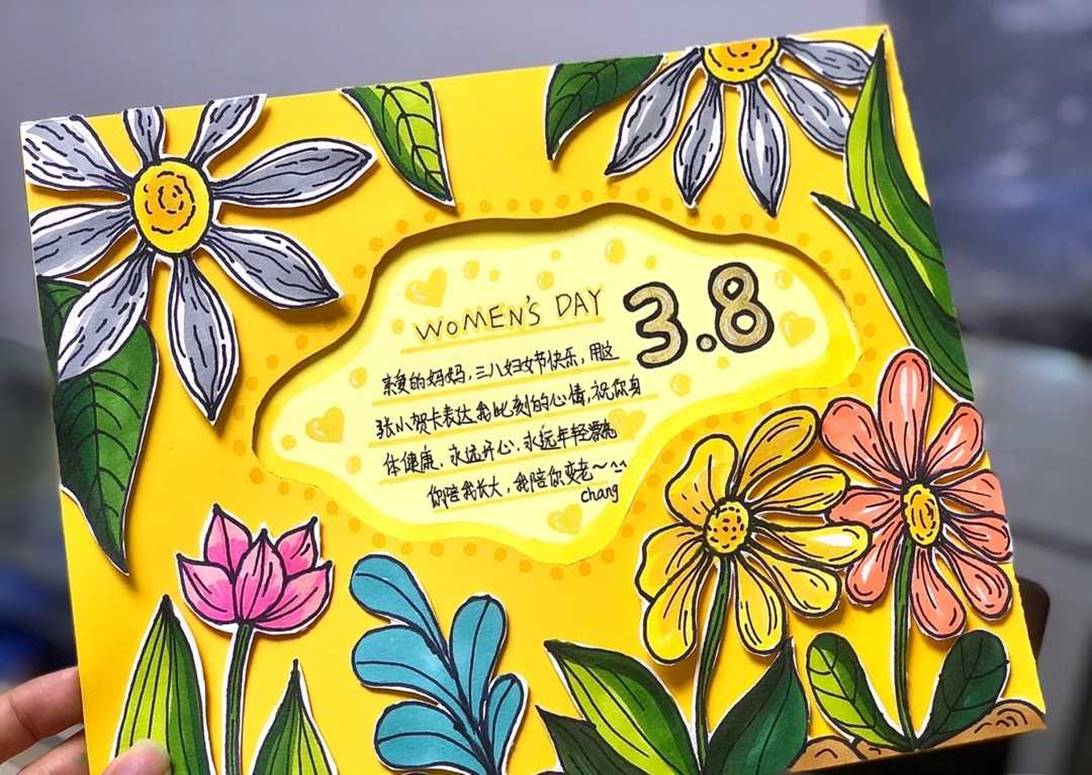 WOMEN'S DAY 3.8
亲爱的妈妈,三八妇女节快乐,用这
张小贺卡表达我此刻的心情,祝你身
体健康,永远开心,永远年轻漂亮
你陪我长大,我陪你变老~^^
chang